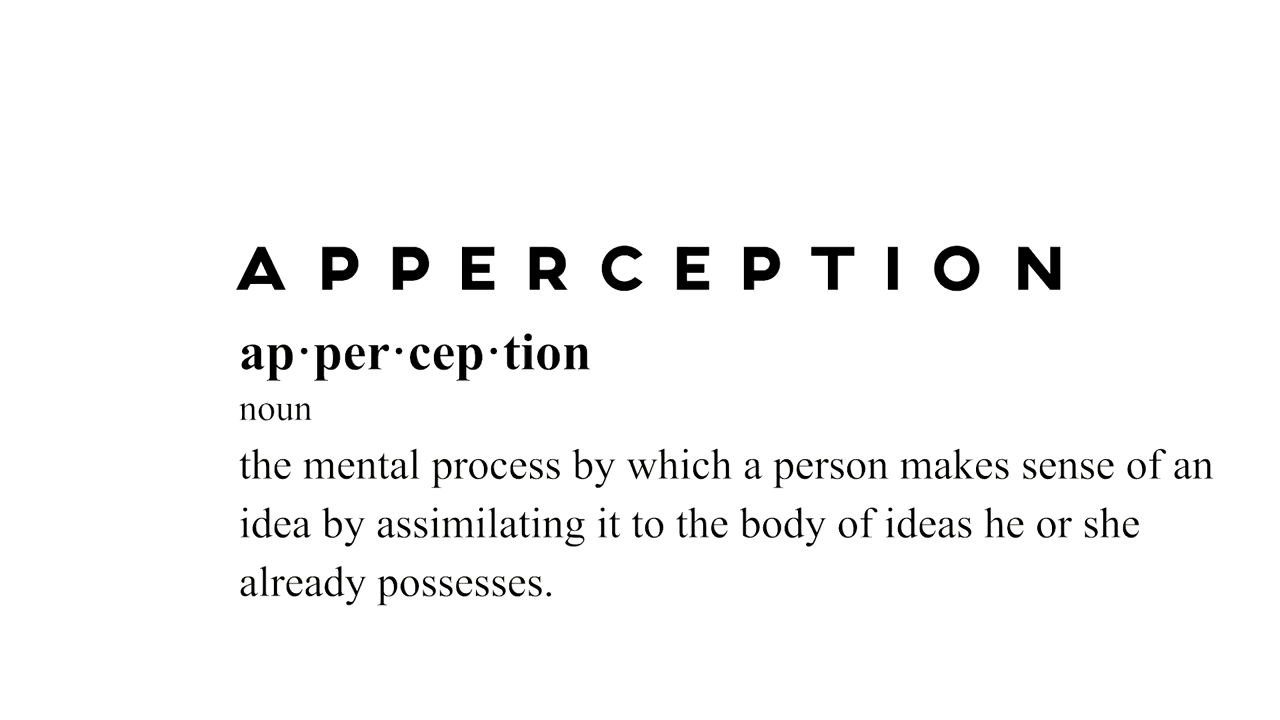 APPERCEPTION
ap·per·cep·tion
noun
the mental process by which a person makes sense of an
idea by assimilating it to the body of ideas he or she
already possesses.